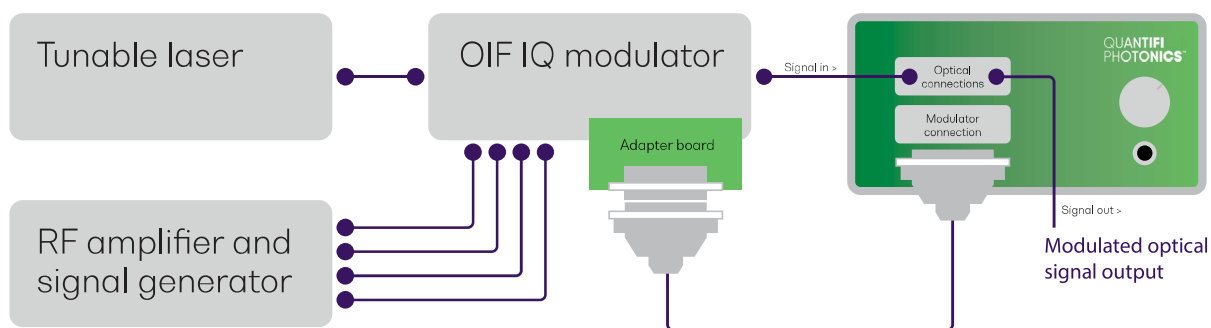 Tunable laser
OIF IQ modulator
Adapter board
RF amplifier and
signal generator
Signal in >
Optical
connections
Modulator
connection
QUANTIFI
PHOTONICS™
Signal out >
Modulated optical
signal output